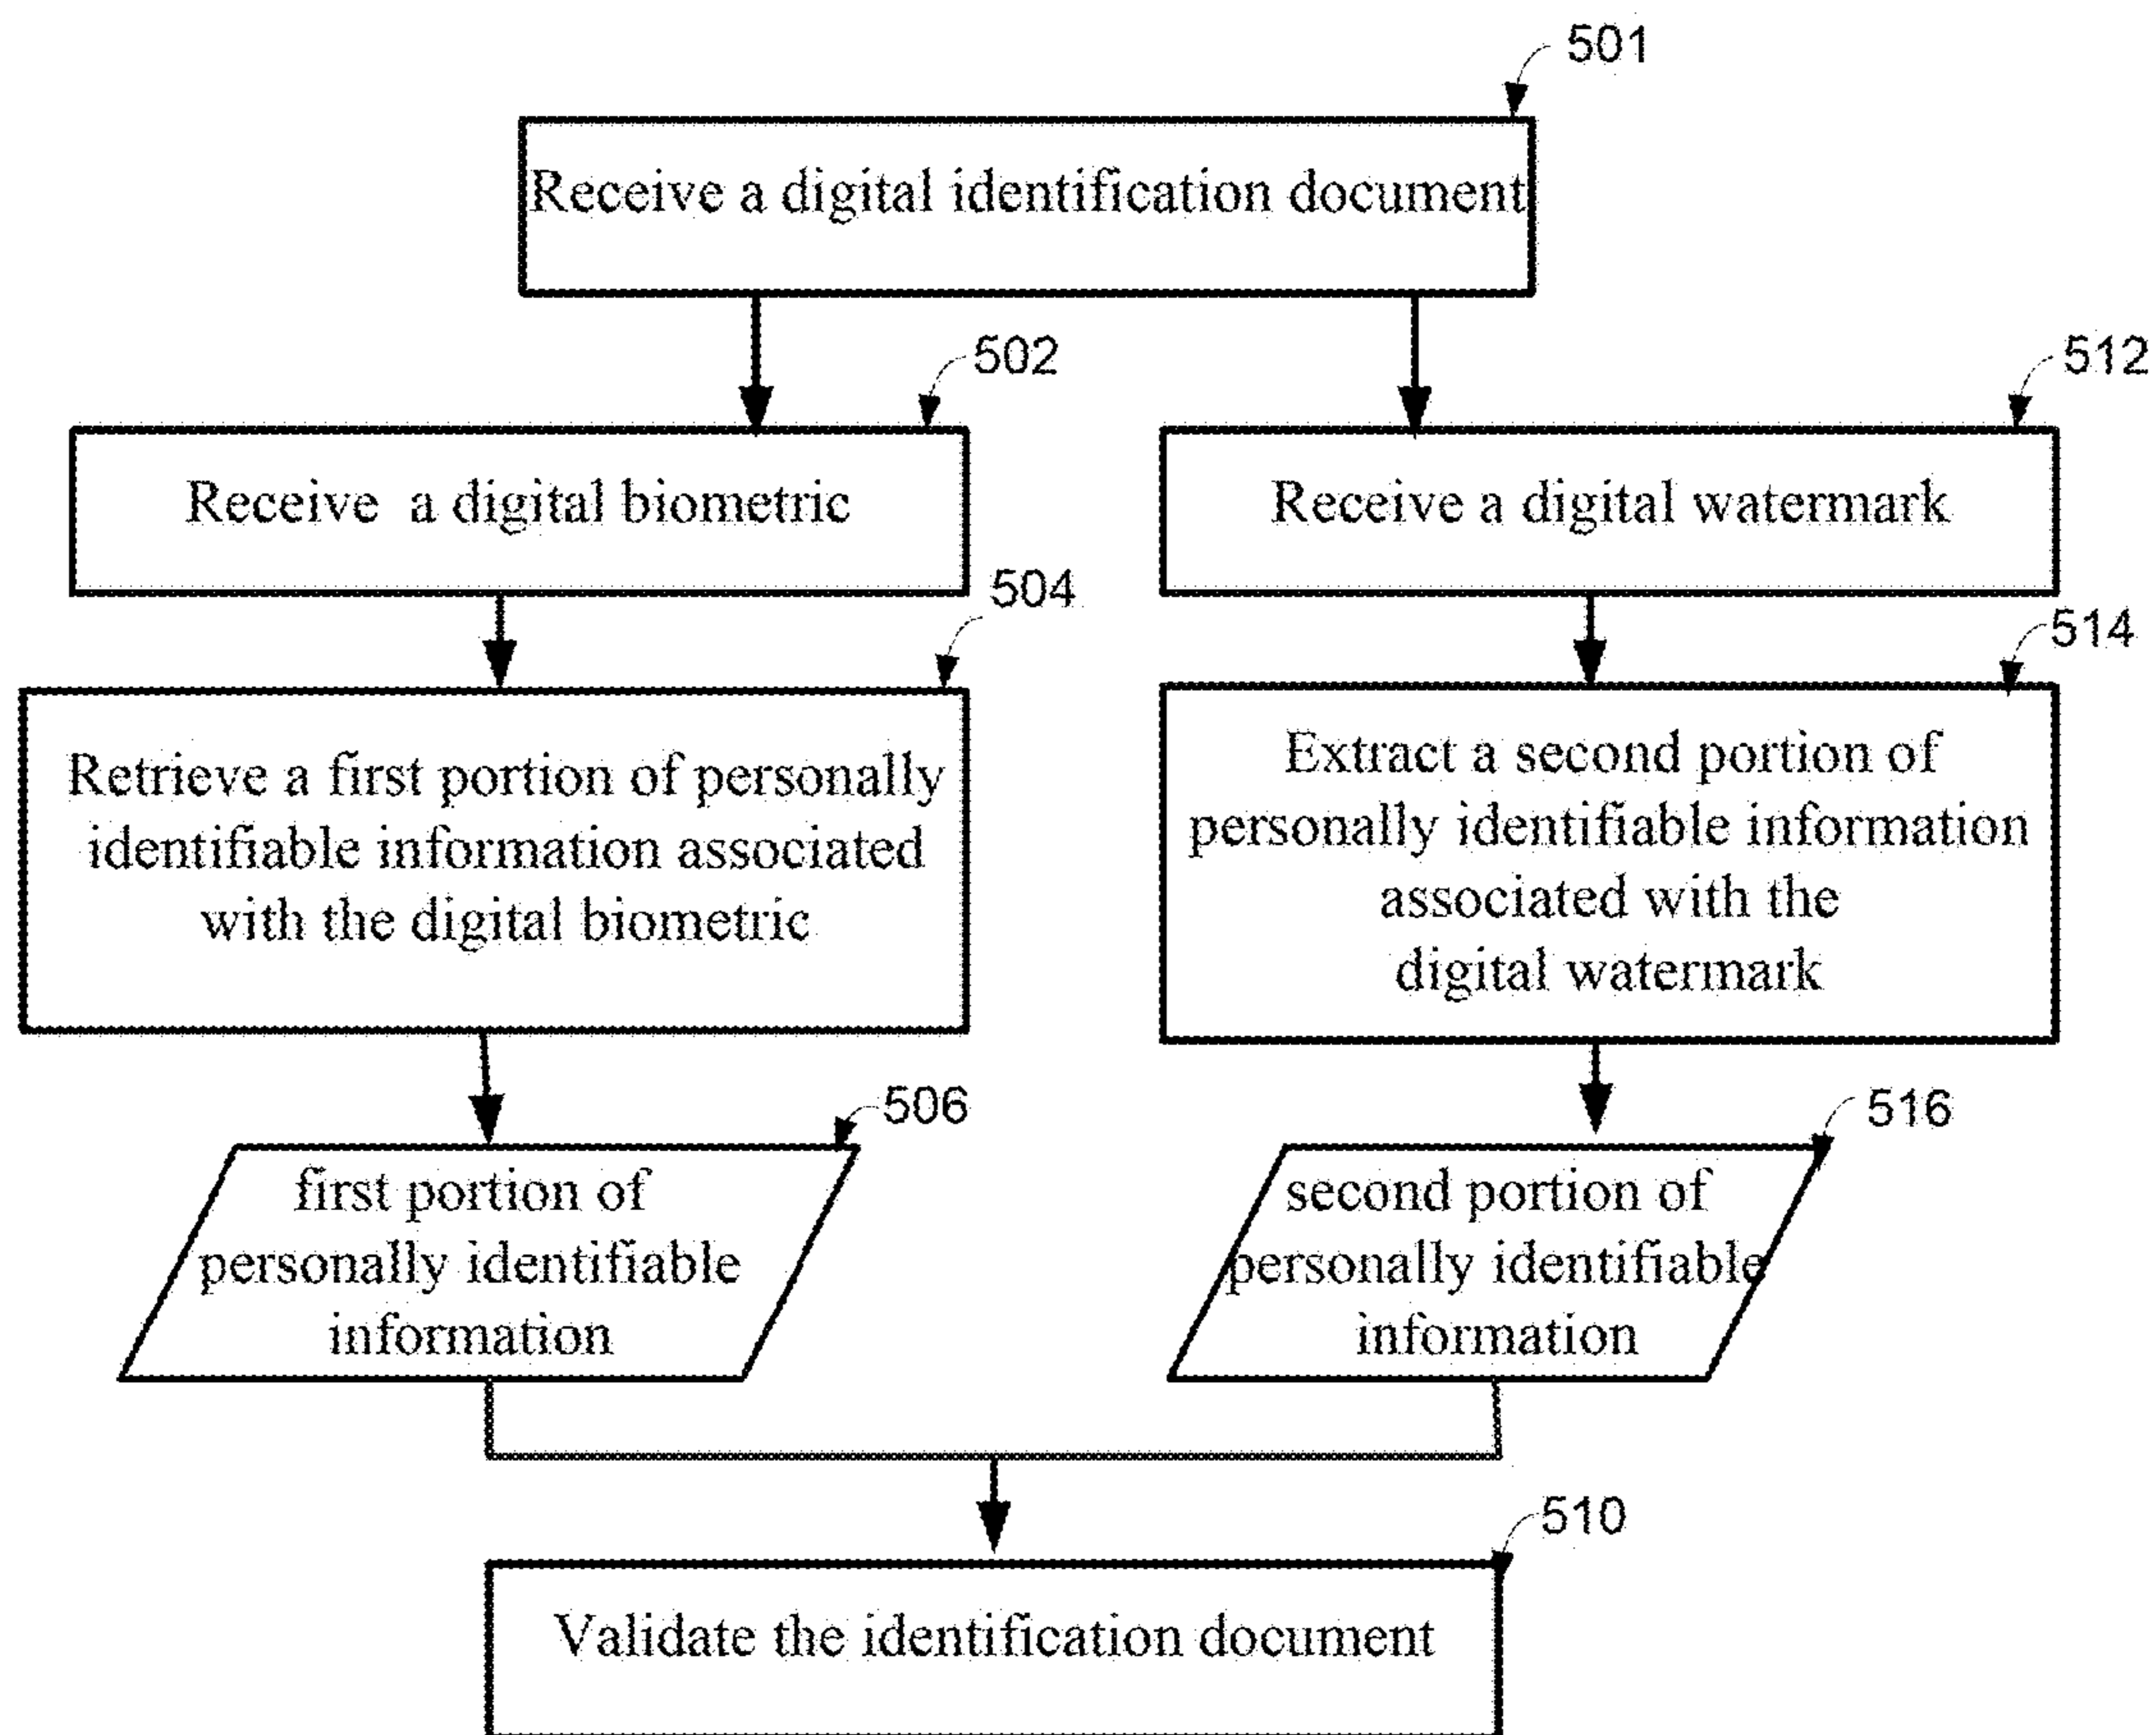 501
Receive a digital identification document
502
512
Receive a digital biometric
Receive a digital watermark
504
514
Retrieve a first portion of personally
identifiable information associated
with the digital biometric
Extract a second portion of
personally identifiable information
associated with the
digital watermark
506
516
first portion of
personally identifiable
information
second portion of
personally identifiable
information
510
Validate the identification document